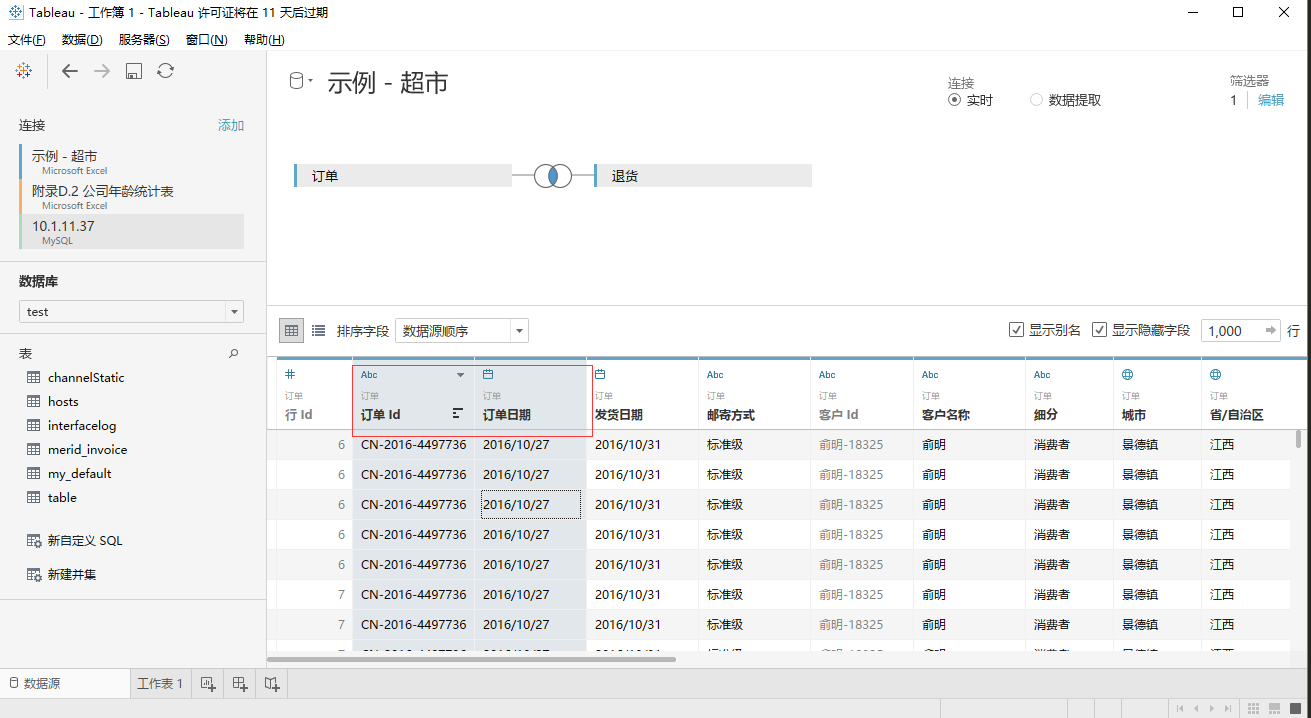 Tableau - 工作簿 1 - Tableau 许可证将在 11 天后过期
文件(F) 数据(D) 服务器(S) 窗口(N) 帮助(H)
连接 添加
示例 - 超市
Microsoft Excel
附录D.2 公司年龄统计表
Microsoft Excel
10.1.11.37
MySQL
数据库
test
表
channelStatic
hosts
interfacelog
merid_invoice
my_default
table
新自定义 SQL
新建并集
示例 - 超市
连接
实时 数据提取
筛选器
1 编辑
订单 退货
排序字段 数据源顺序 显示别名 显示隐藏字段 1,000 行
Abc Abc Abc Abc Abc
订单 订单 订单 订单 订单 订单 订单 订单 订单 订单
行 Id 订单 Id 订单日期 发货日期 邮寄方式 客户 Id 客户名称 细分 城市 省/自治区
6 CN-2016-4497736 2016/10/27 2016/10/31 标准级 俞明-18325 俞明 消费者 景德镇 江西
6 CN-2016-4497736 2016/10/27 2016/10/31 标准级 俞明-18325 俞明 消费者 景德镇 江西
6 CN-2016-4497736 2016/10/27 2016/10/31 标准级 俞明-18325 俞明 消费者 景德镇 江西
6 CN-2016-4497736 2016/10/27 2016/10/31 标准级 俞明-18325 俞明 消费者 景德镇 江西
6 CN-2016-4497736 2016/10/27 2016/10/31 标准级 俞明-18325 俞明 消费者 景德镇 江西
7 CN-2016-4497736 2016/10/27 2016/10/31 标准级 俞明-18325 俞明 消费者 景德镇 江西
7 CN-2016-4497736 2016/10/27 2016/10/31 标准级 俞明-18325 俞明 消费者 景德镇 江西
数据源 工作表 1